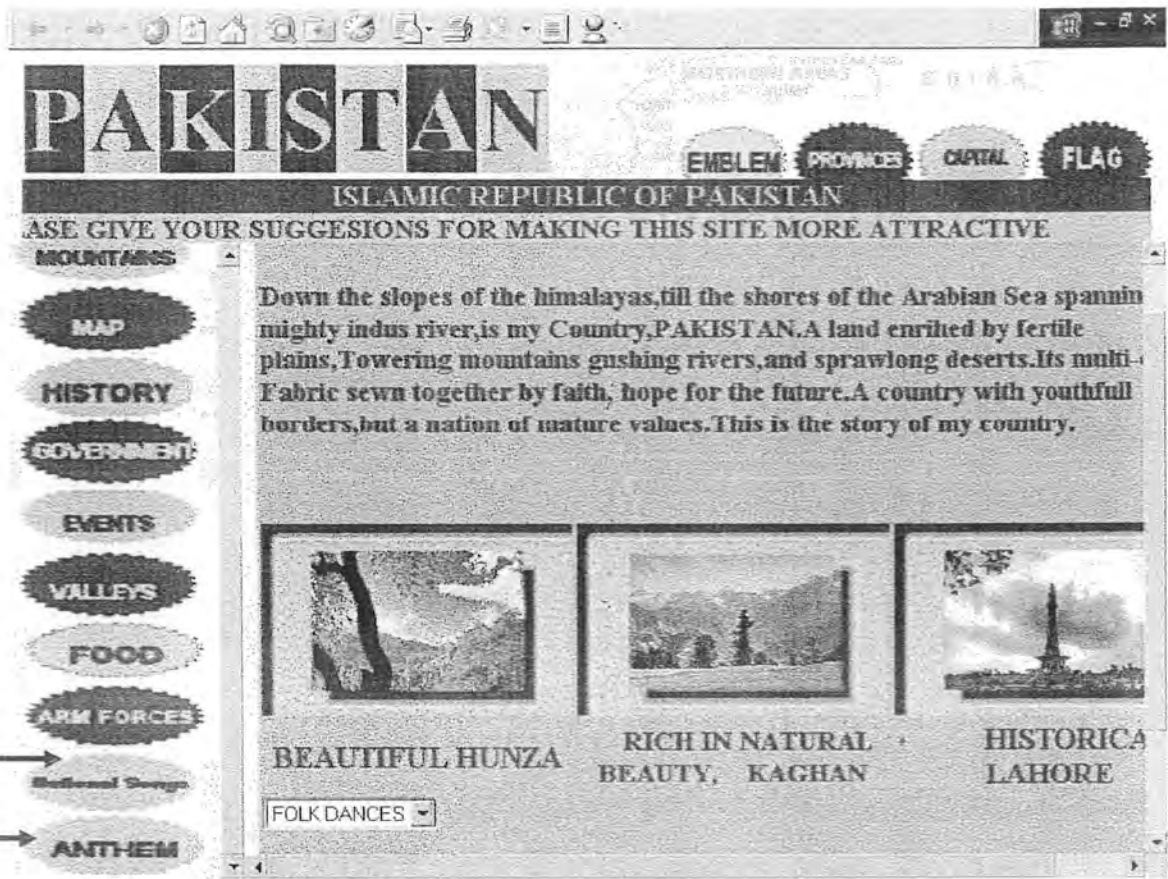 PAKISTAN
NORTHERN AREAS
EMBLEM PROVINCES CAPITAL FLAG
ISLAMIC REPUBLIC OF PAKISTAN
ASE GIVE YOUR SUGGESIONS FOR MAKING THIS SITE MORE ATTRACTIVE
MOUNTAINS
MAP
HISTORY
GOVERNMENT
EVENTS
VALLEYS
FOOD
ARM FORCES
National Songs
ANTHEM
Down the slopes of the himalayas,till the shores of the Arabian Sea spannin
mighty indus river,is my Country,PAKISTAN.A land enrihed by fertile
plains,Towering mountains gushing rivers,and sprawlong deserts.Its multi-
Fabric sewn together by faith, hope for the future.A country with youthfull
borders,but a nation of mature values.This is the story of my country.
BEAUTIFUL HUNZA
RICH IN NATURAL
BEAUTY, KAGHAN
HISTORICA
LAHORE
FOLK DANCES